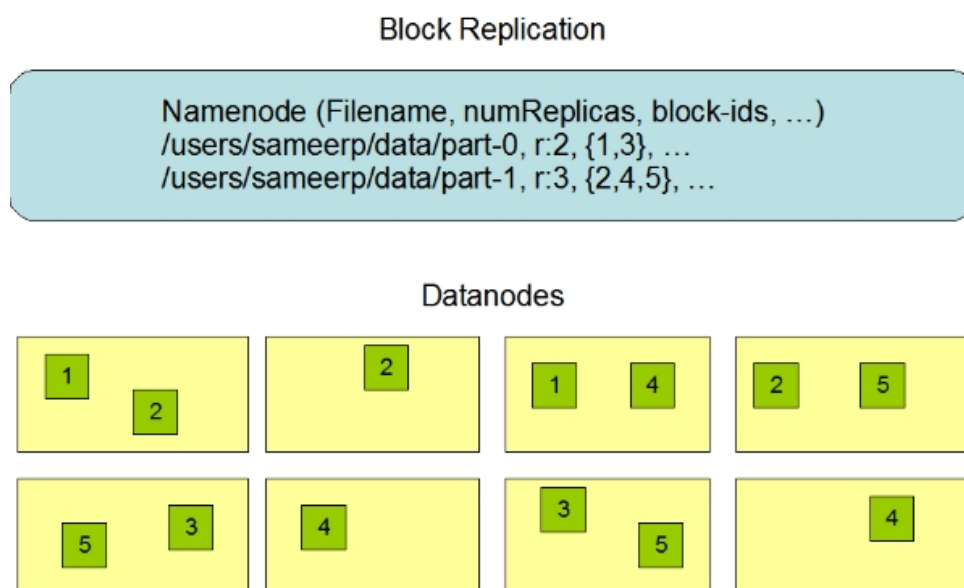 Block Replication
Namenode (Filename, numReplicas, block-ids, …)
/users/sameerp/data/part-0, r:2, {1,3}, …
/users/sameerp/data/part-1, r:3, {2,4,5}, …
Datanodes
1
2
2
1 4
2 5
5 3
4
3
5
4